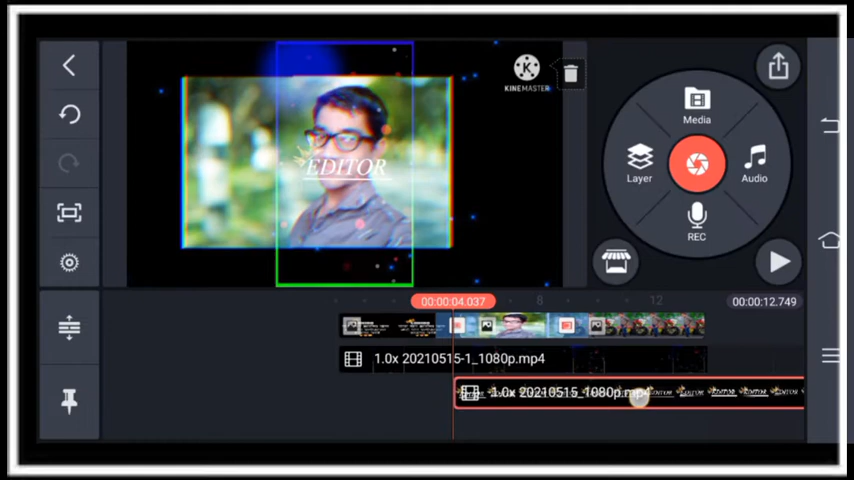 KINEMASTER
EDITOR
Media
Layer
Audio
REC
00:00:04.037
8
12
00:00:12.749
1.0x 20210515-1_1080p.mp4
1.0x 20210515_1080p.mp4